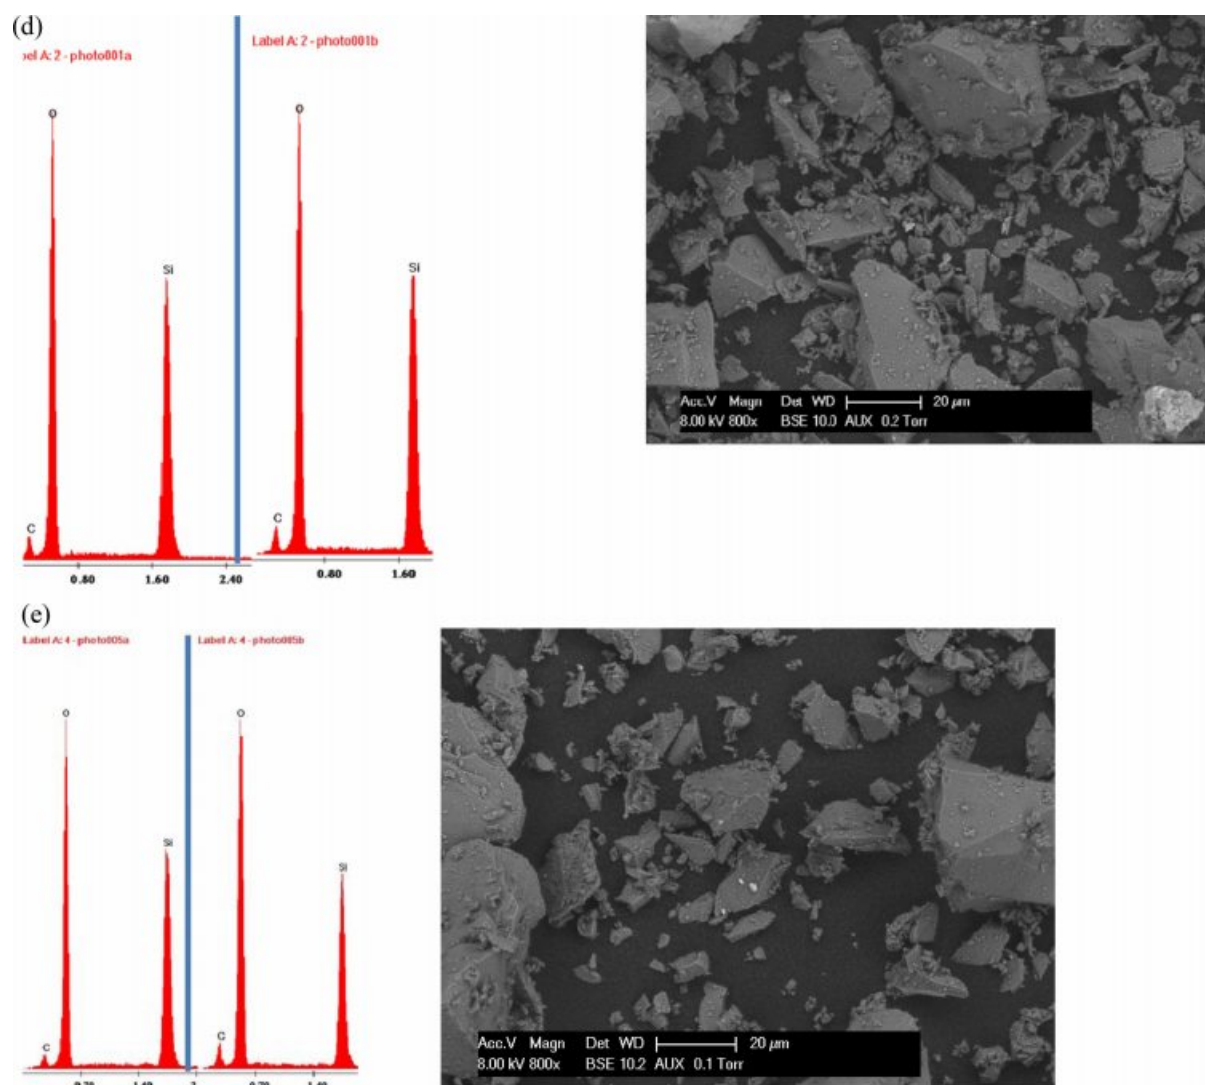 (d)
Label A: 2 - photo001b
A: 2 - photo001a
O
O
Si
Si
C
C
0.80
1.60
2.40
0.80
1.60
Acc.V Magn Det WD 20 µm
8.00 kV 800x BSE 10.0 AUX 0.2 Torr
(e)
Label A: 4 - photo005a
Label A: 4 - photo005b
O
O
Si
Si
C
C
Acc.V Magn Det WD 20 µm
8.00 kV 800x BSE 10.2 AUX 0.1 Torr